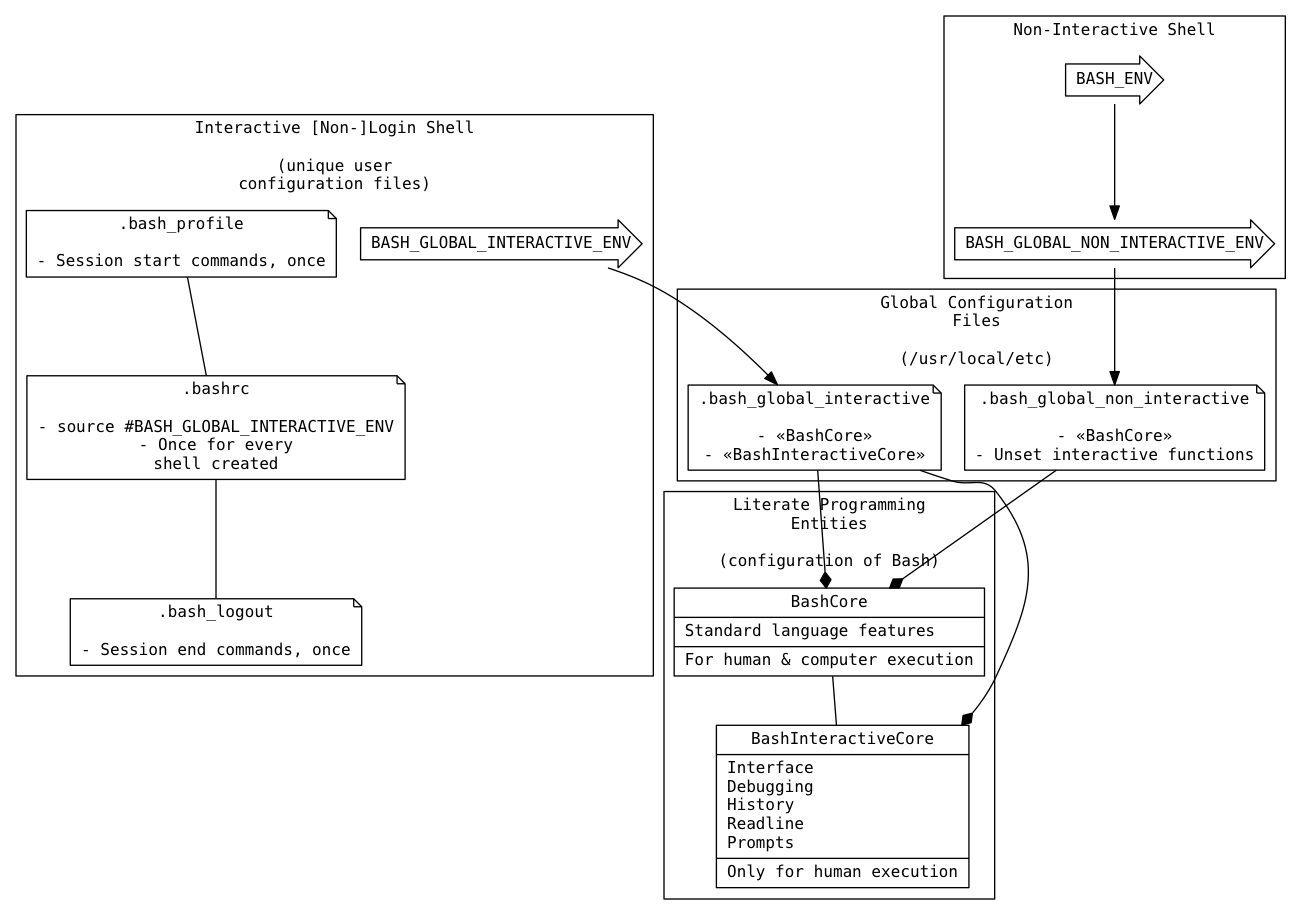 Non-Interactive Shell
BASH_ENV
BASH_GLOBAL_NON_INTERACTIVE_ENV
Interactive [Non-]Login Shell
(unique user
configuration files)
.bash_profile
- Session start commands, once
BASH_GLOBAL_INTERACTIVE_ENV
.bashrc
- source #BASH_GLOBAL_INTERACTIVE_ENV
- Once for every
shell created
.bash_logout
- Session end commands, once
Global Configuration
Files
(/usr/local/etc)
.bash_global_interactive
- «BashCore»
- «BashInteractiveCore»
.bash_global_non_interactive
- «BashCore»
- Unset interactive functions
Literate Programming
Entities
(configuration of Bash)
BashCore
Standard language features
For human & computer execution
BashInteractiveCore
Interface
Debugging
History
Readline
Prompts
Only for human execution